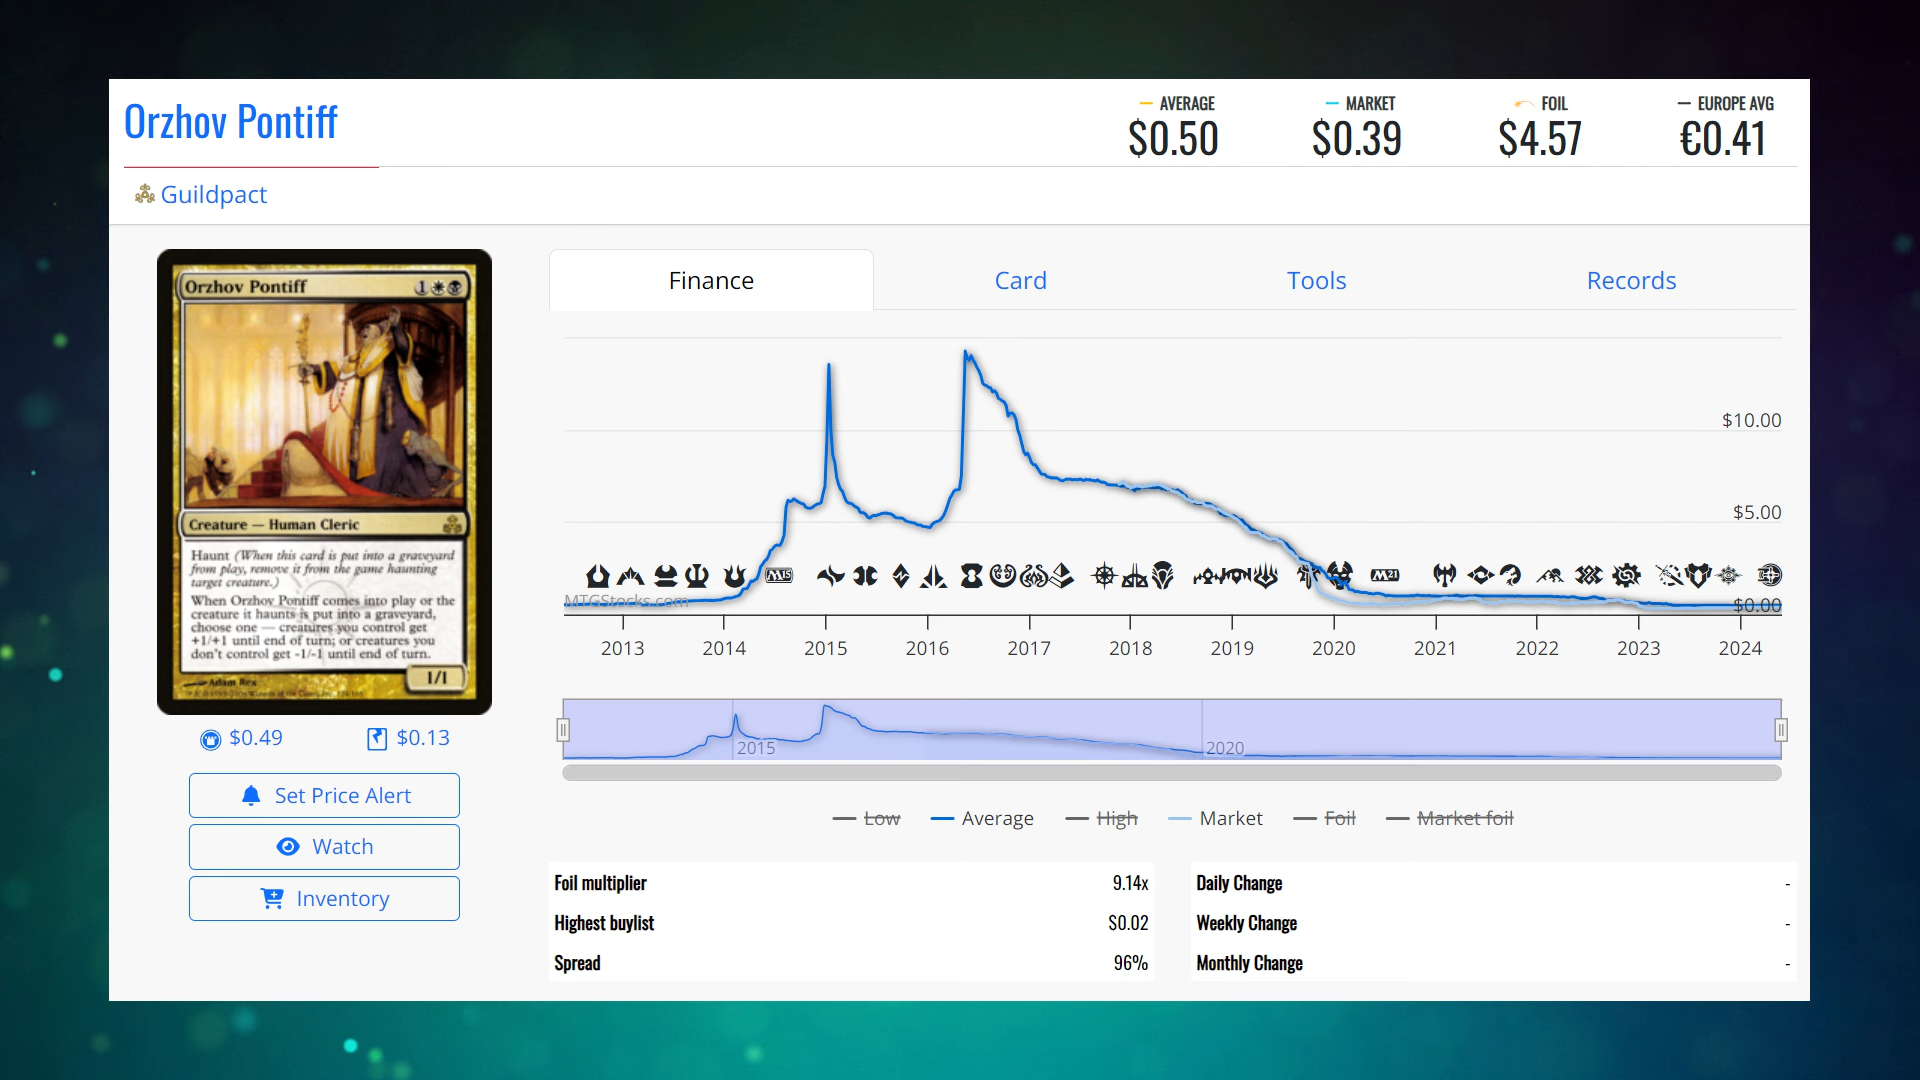 Orzhov Pontiff
AVERAGE
$0.50
MARKET
$0.39
FOIL
$4.57
EUROPE AVG
€0.41
Guildpact
Orzhov Pontiff 1
Creature — Human Cleric
Haunt (When this card is put into a graveyard
from play, remove it from the game haunting
target creature.)
When Orzhov Pontiff comes into play or the
creature it haunts is put into a graveyard,
choose one — creatures you control get
+1/+1 until end of turn; or creatures you
don't control get -1/-1 until end of turn.
Adam Rex
1/1
$0.49 $0.13
Set Price Alert
Watch
Inventory
Finance Card Tools Records
$10.00
$5.00
M15 M21
MTGStocks.com
$0.00
2013 2014 2015 2016 2017 2018 2019 2020 2021 2022 2023 2024
2015 2020
Low Average High Market Foil Market foil
Foil multiplier 9.14x
Highest buylist $0.02
Spread 96%
Daily Change -
Weekly Change -
Monthly Change -